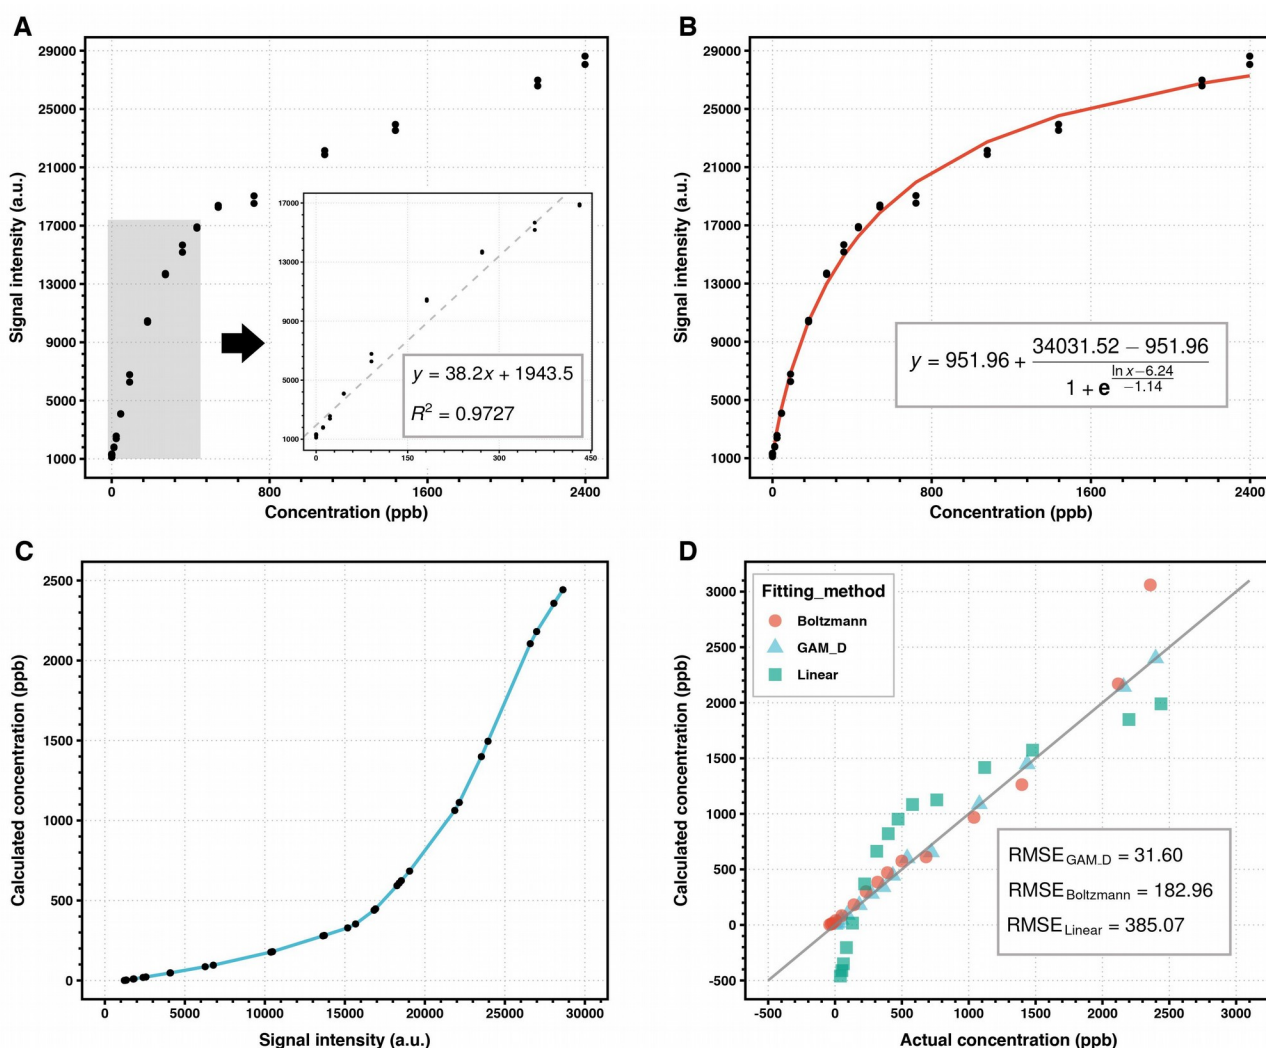 A
29000
25000
21000
17000
13000
9000
5000
1000
Signal intensity (a.u.)
0
800
1600
2400
Concentration (ppb)
17000
13000
9000
5000
1000
0
150
300
450
y = 38.2x + 1943.5
R² = 0.9727
B
29000
25000
21000
17000
13000
9000
5000
1000
Signal intensity (a.u.)
0
800
1600
2400
Concentration (ppb)
y = 951.96 + (34031.52 − 951.96) / (1 + e^((ln x−6.24)/(−1.14)))
C
2500
2000
1500
1000
500
0
Calculated concentration (ppb)
0
5000
10000
15000
20000
25000
30000
Signal intensity (a.u.)
D
3000
2500
2000
1500
1000
500
0
-500
Calculated concentration (ppb)
Fitting_method
Boltzmann
GAM_D
Linear
RMSE GAM_D = 31.60
RMSE Boltzmann = 182.96
RMSE Linear = 385.07
-500
0
500
1000
1500
2000
2500
3000
Actual concentration (ppb)